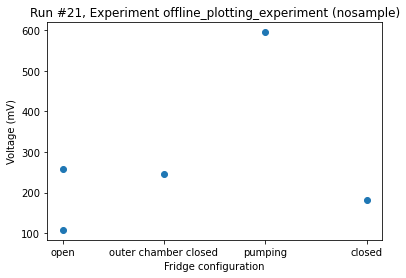 Run #21, Experiment offline_plotting_experiment (nosample)
600
500
400
300
200
100
Voltage (mV)
open
outer chamber closed
pumping
closed
Fridge configuration